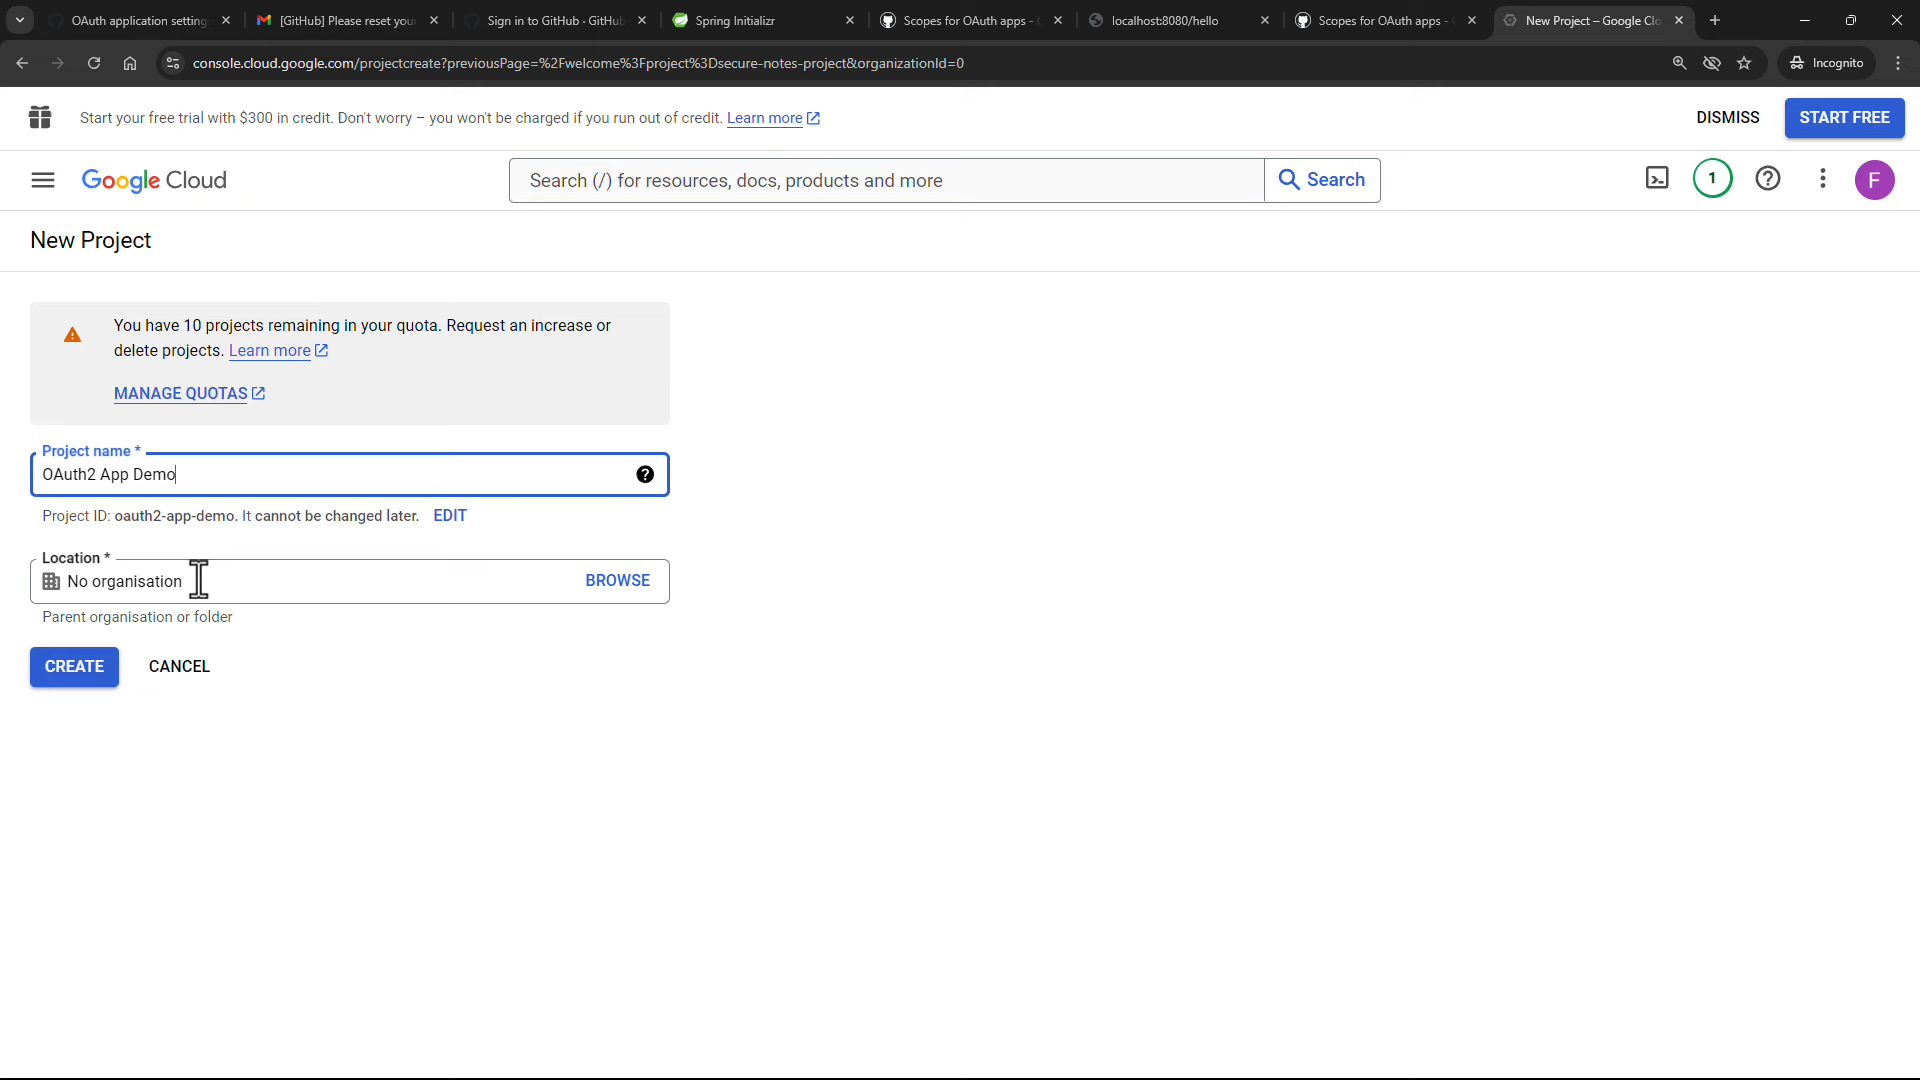 OAuth application setting
[GitHub] Please reset you
Sign in to GitHub · GitHub
Spring Initializr
Scopes for OAuth apps -
localhost:8080/hello
Scopes for OAuth apps -
New Project – Google Clo
console.cloud.google.com/projectcreate?previousPage=%2Fwelcome%3Fproject%3Dsecure-notes-project&organizationId=0
Incognito
Start your free trial with $300 in credit. Don't worry – you won't be charged if you run out of credit. Learn more
DISMISS
START FREE
Google Cloud
Search (/) for resources, docs, products and more
Search
1
F
New Project
You have 10 projects remaining in your quota. Request an increase or
delete projects. Learn more
MANAGE QUOTAS
Project name *
OAuth2 App Demo
Project ID: oauth2-app-demo. It cannot be changed later. EDIT
Location *
No organisation
BROWSE
Parent organisation or folder
CREATE
CANCEL